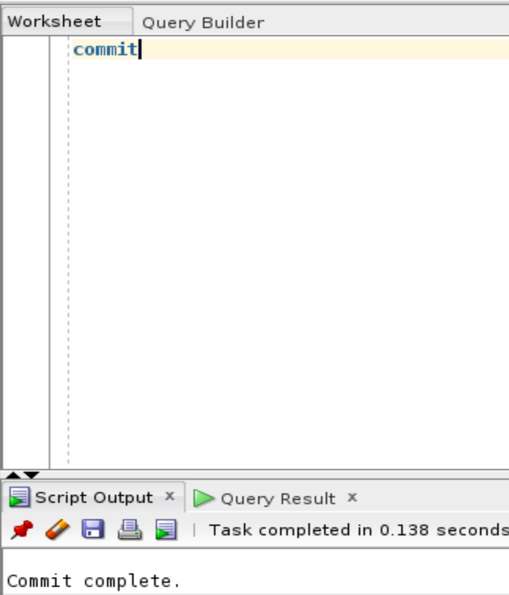 Worksheet Query Builder
commit
Script Output x Query Result x
Task completed in 0.138 seconds
Commit complete.